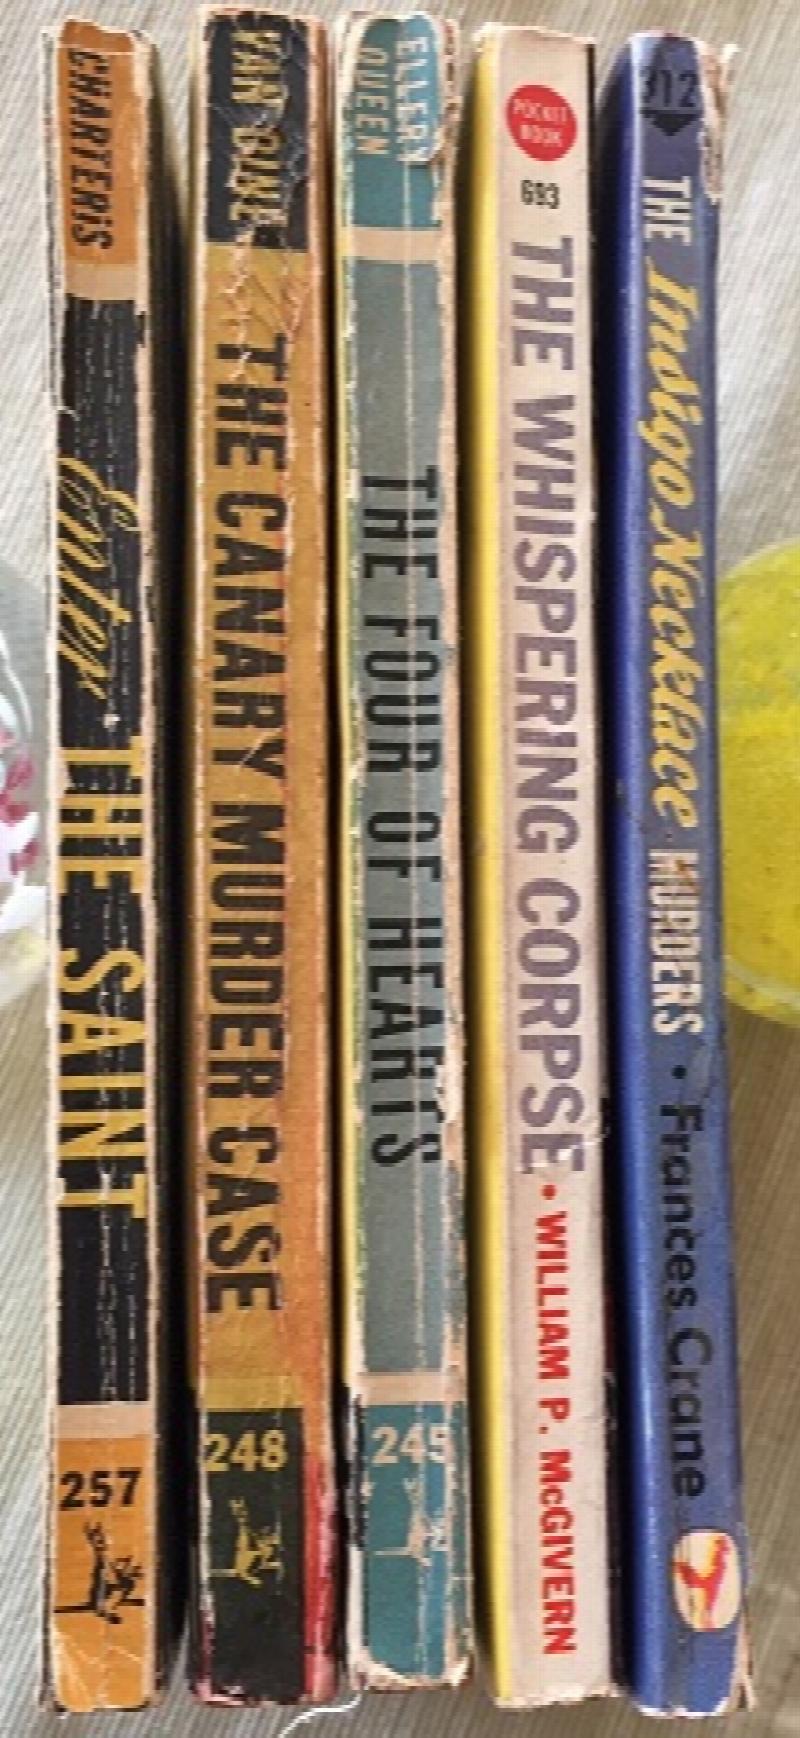 CHARTERIS
Enter THE SAINT
257
VAN DINE
THE CANARY MURDER CASE
248
ELLERY
QUEEN
THE FOUR OF HEARTS
245
POCKET
BOOK
693
THE WHISPERING CORPSE • WILLIAM P. McGIVERN
312
THE Indigo Necklace MURDERS • Frances Crane